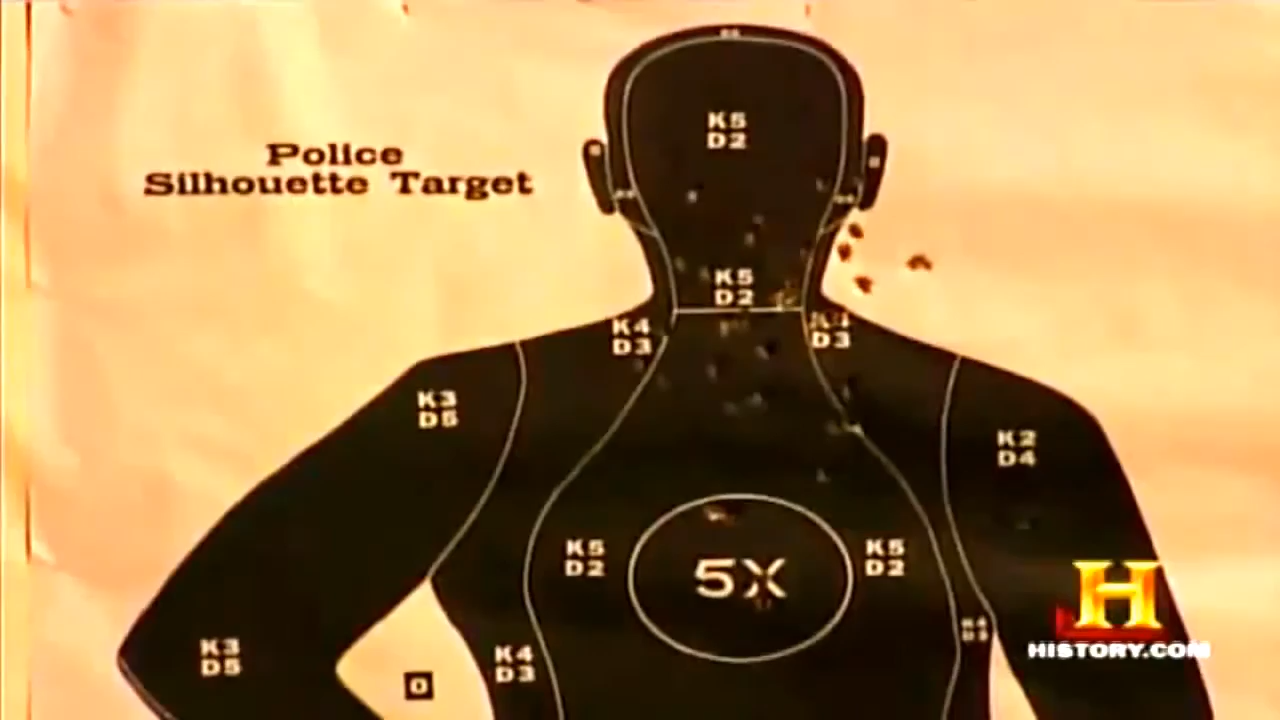 Police
Silhouette Target
K5
D2
K5
D2
K4
D3
D3
K3
D5
K2
D4
K5
D2
5X
K5
D2
K3
D5
K4
D3
0
H
HISTORY.COM